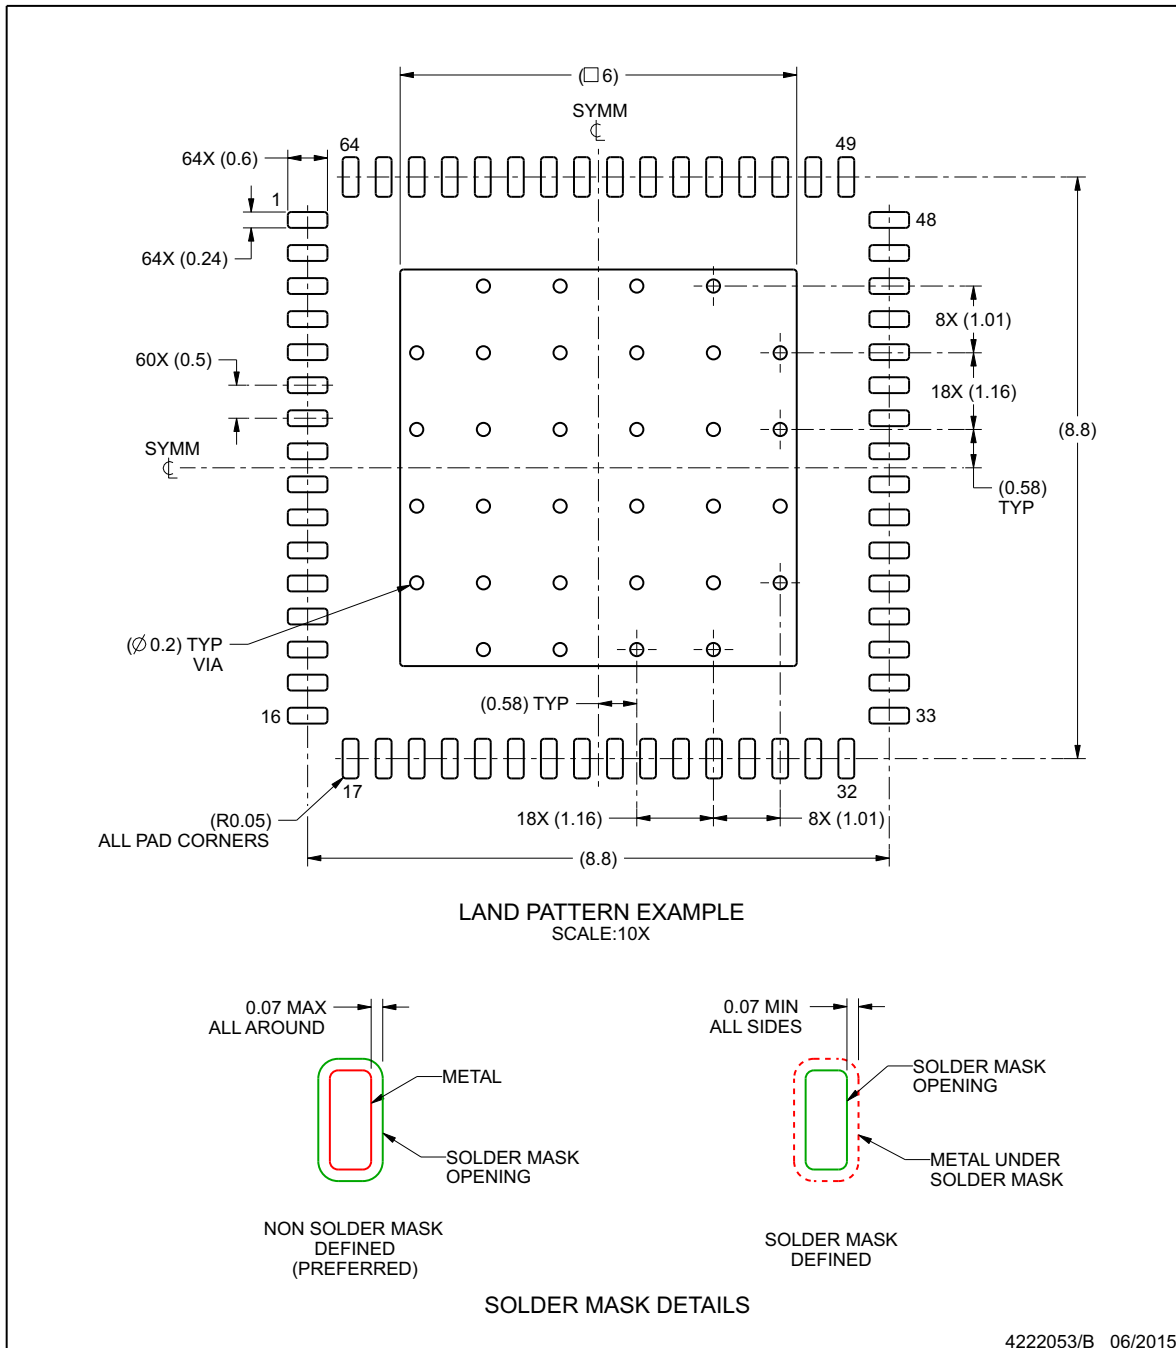 (□ 6)
SYMM
℄
64
49
64X (0.6)
1
48
64X (0.24)
8X (1.01)
60X (0.5)
18X (1.16)
(8.8)
SYMM
℄
(0.58)
TYP
(∅ 0.2) TYP
VIA
(0.58) TYP
16
33
17
32
(R0.05)
ALL PAD CORNERS
18X (1.16)
8X (1.01)
(8.8)
LAND PATTERN EXAMPLE
SCALE:10X
0.07 MAX
ALL AROUND
METAL
SOLDER MASK
OPENING
NON SOLDER MASK
DEFINED
(PREFERRED)
0.07 MIN
ALL SIDES
SOLDER MASK
OPENING
METAL UNDER
SOLDER MASK
SOLDER MASK
DEFINED
SOLDER MASK DETAILS
4222053/B 06/2015